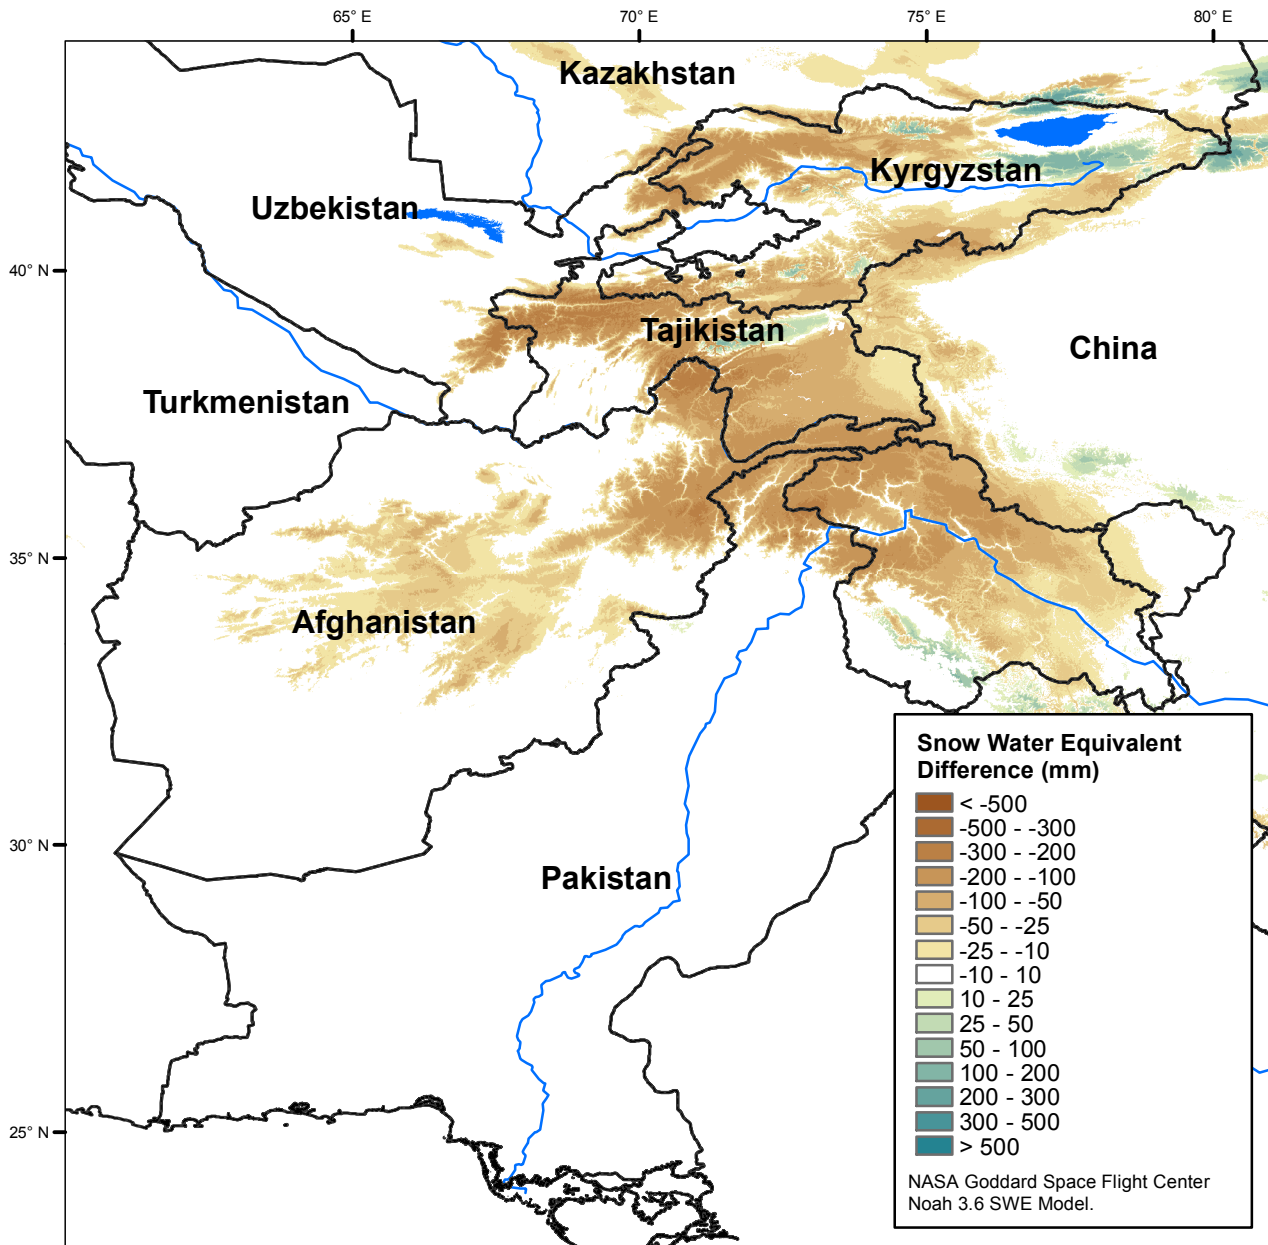 65° E
70° E
75° E
80° E
Kazakhstan
Kyrgyzstan
Uzbekistan
40° N
Tajikistan
China
Turkmenistan
35° N
Afghanistan
Snow Water Equivalent
Difference (mm)
< -500
-500 - -300
-300 - -200
-200 - -100
-100 - -50
-50 - -25
-25 - -10
-10 - 10
10 - 25
25 - 50
50 - 100
100 - 200
200 - 300
300 - 500
> 500
NASA Goddard Space Flight Center
Noah 3.6 SWE Model.
30° N
Pakistan
25° N